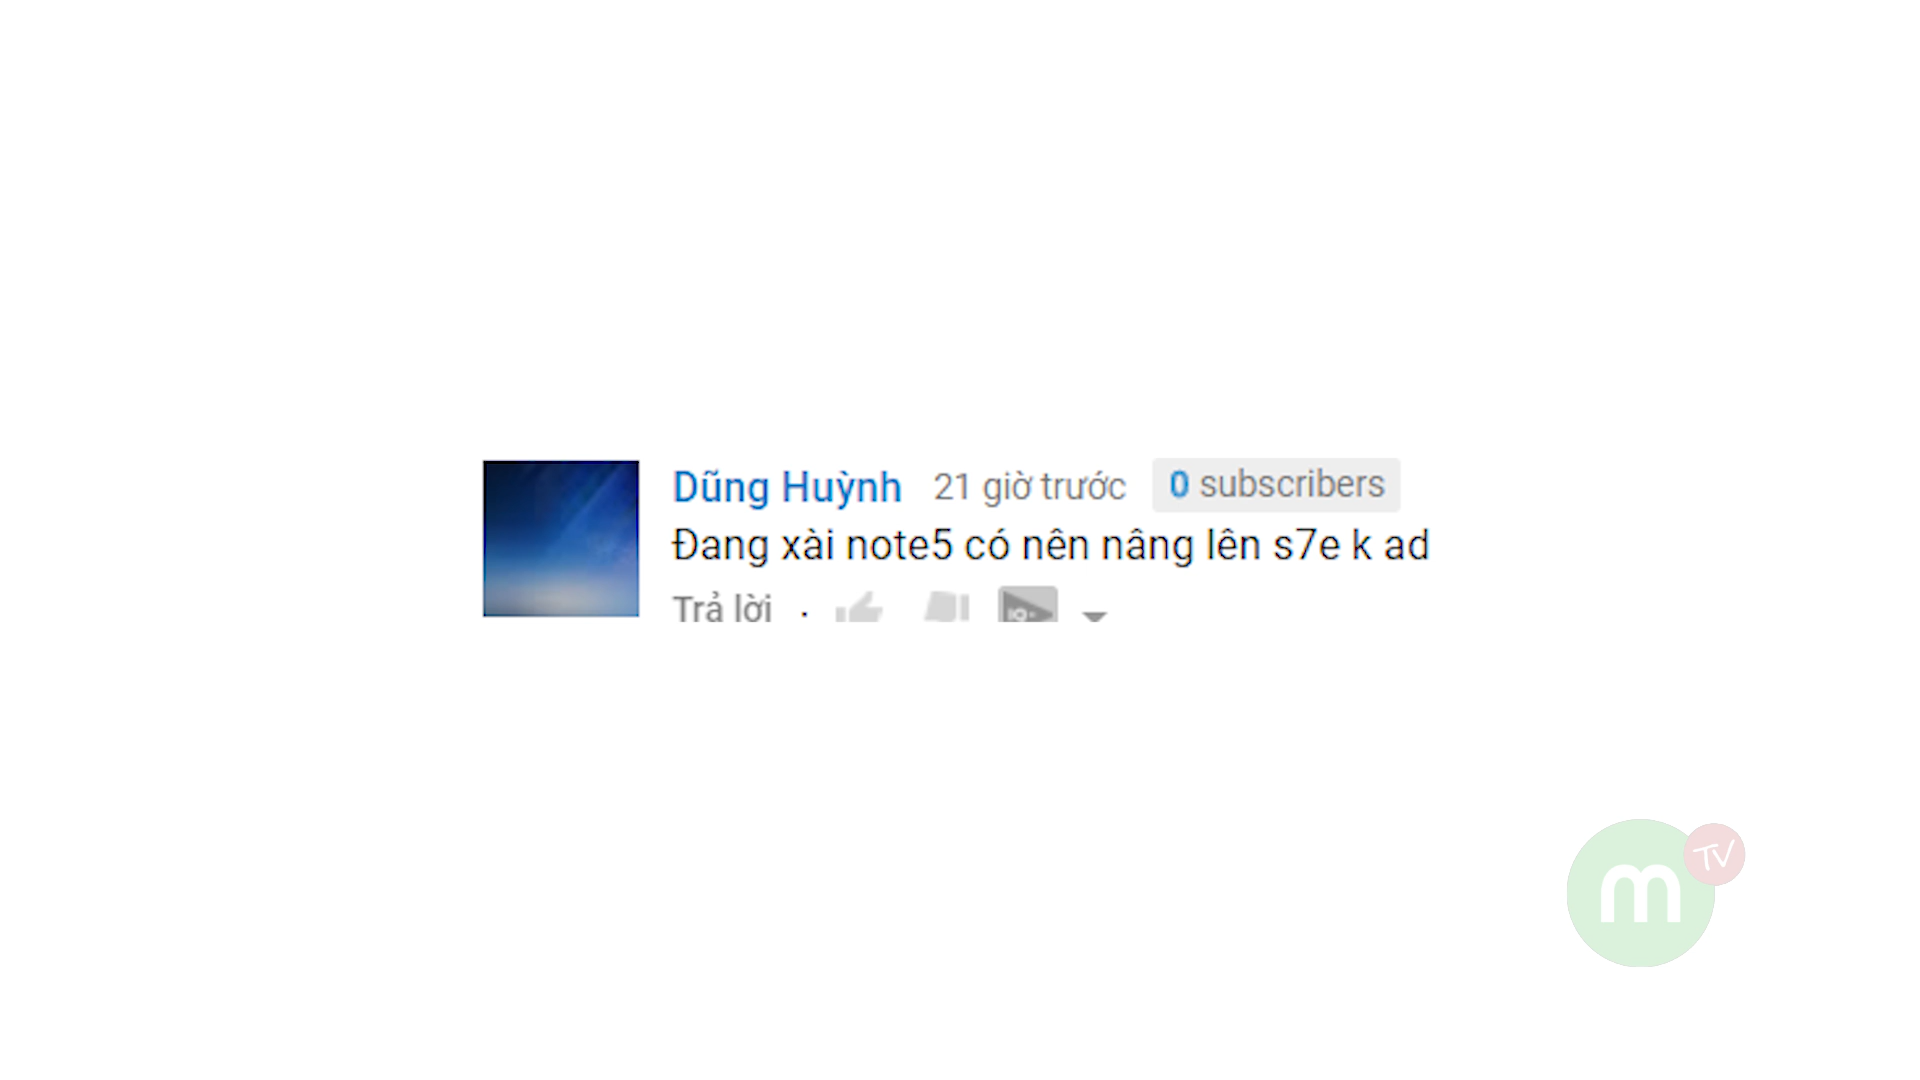 Dũng Huỳnh 21 giờ trước 0 subscribers
Đang xài note5 có nên nâng lên s7e k ad
Trả lời ·
m TV